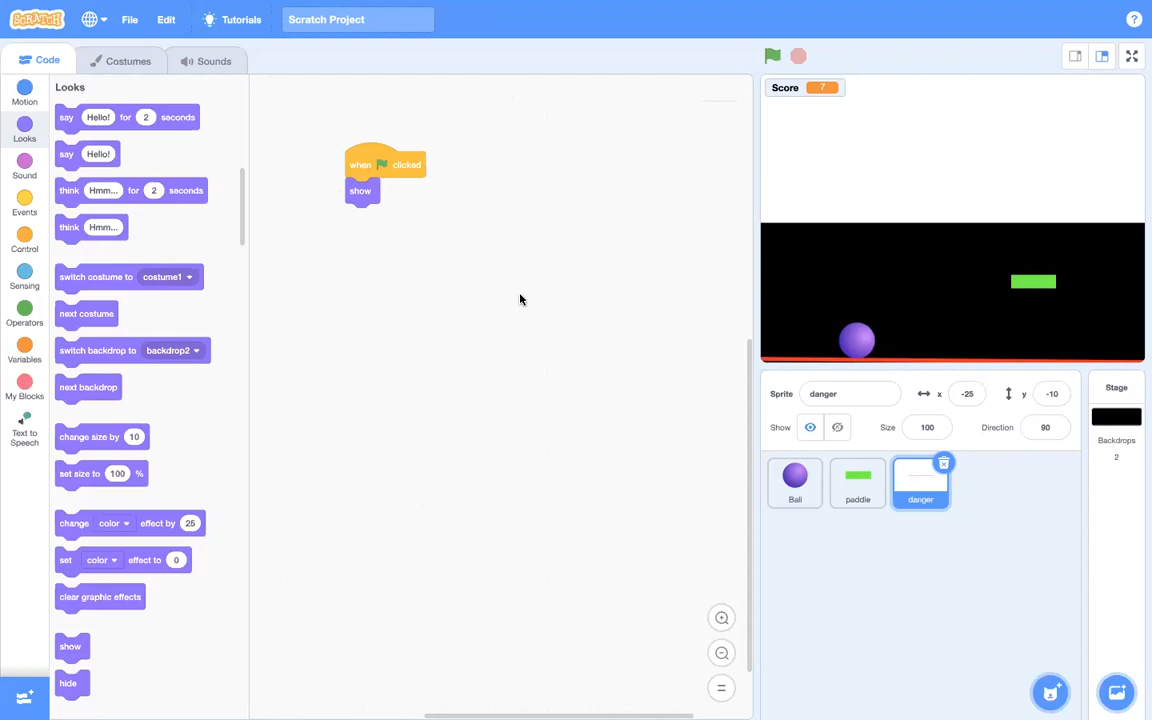 SCRATCH File Edit Tutorials Scratch Project ?
Code Costumes Sounds
Motion
Looks
Sound
Events
Control
Sensing
Operators
Variables
My Blocks
Text to
Speech
Looks
say Hello! for 2 seconds
say Hello!
think Hmm... for 2 seconds
think Hmm...
switch costume to costume1
next costume
switch backdrop to backdrop2
next backdrop
change size by 10
set size to 100 %
change color effect by 25
set color effect to 0
clear graphic effects
show
hide
when clicked
show
Score 7
Sprite danger x -25 y -10
Show Size 100 Direction 90
Ball paddle danger
Stage
Backdrops
2